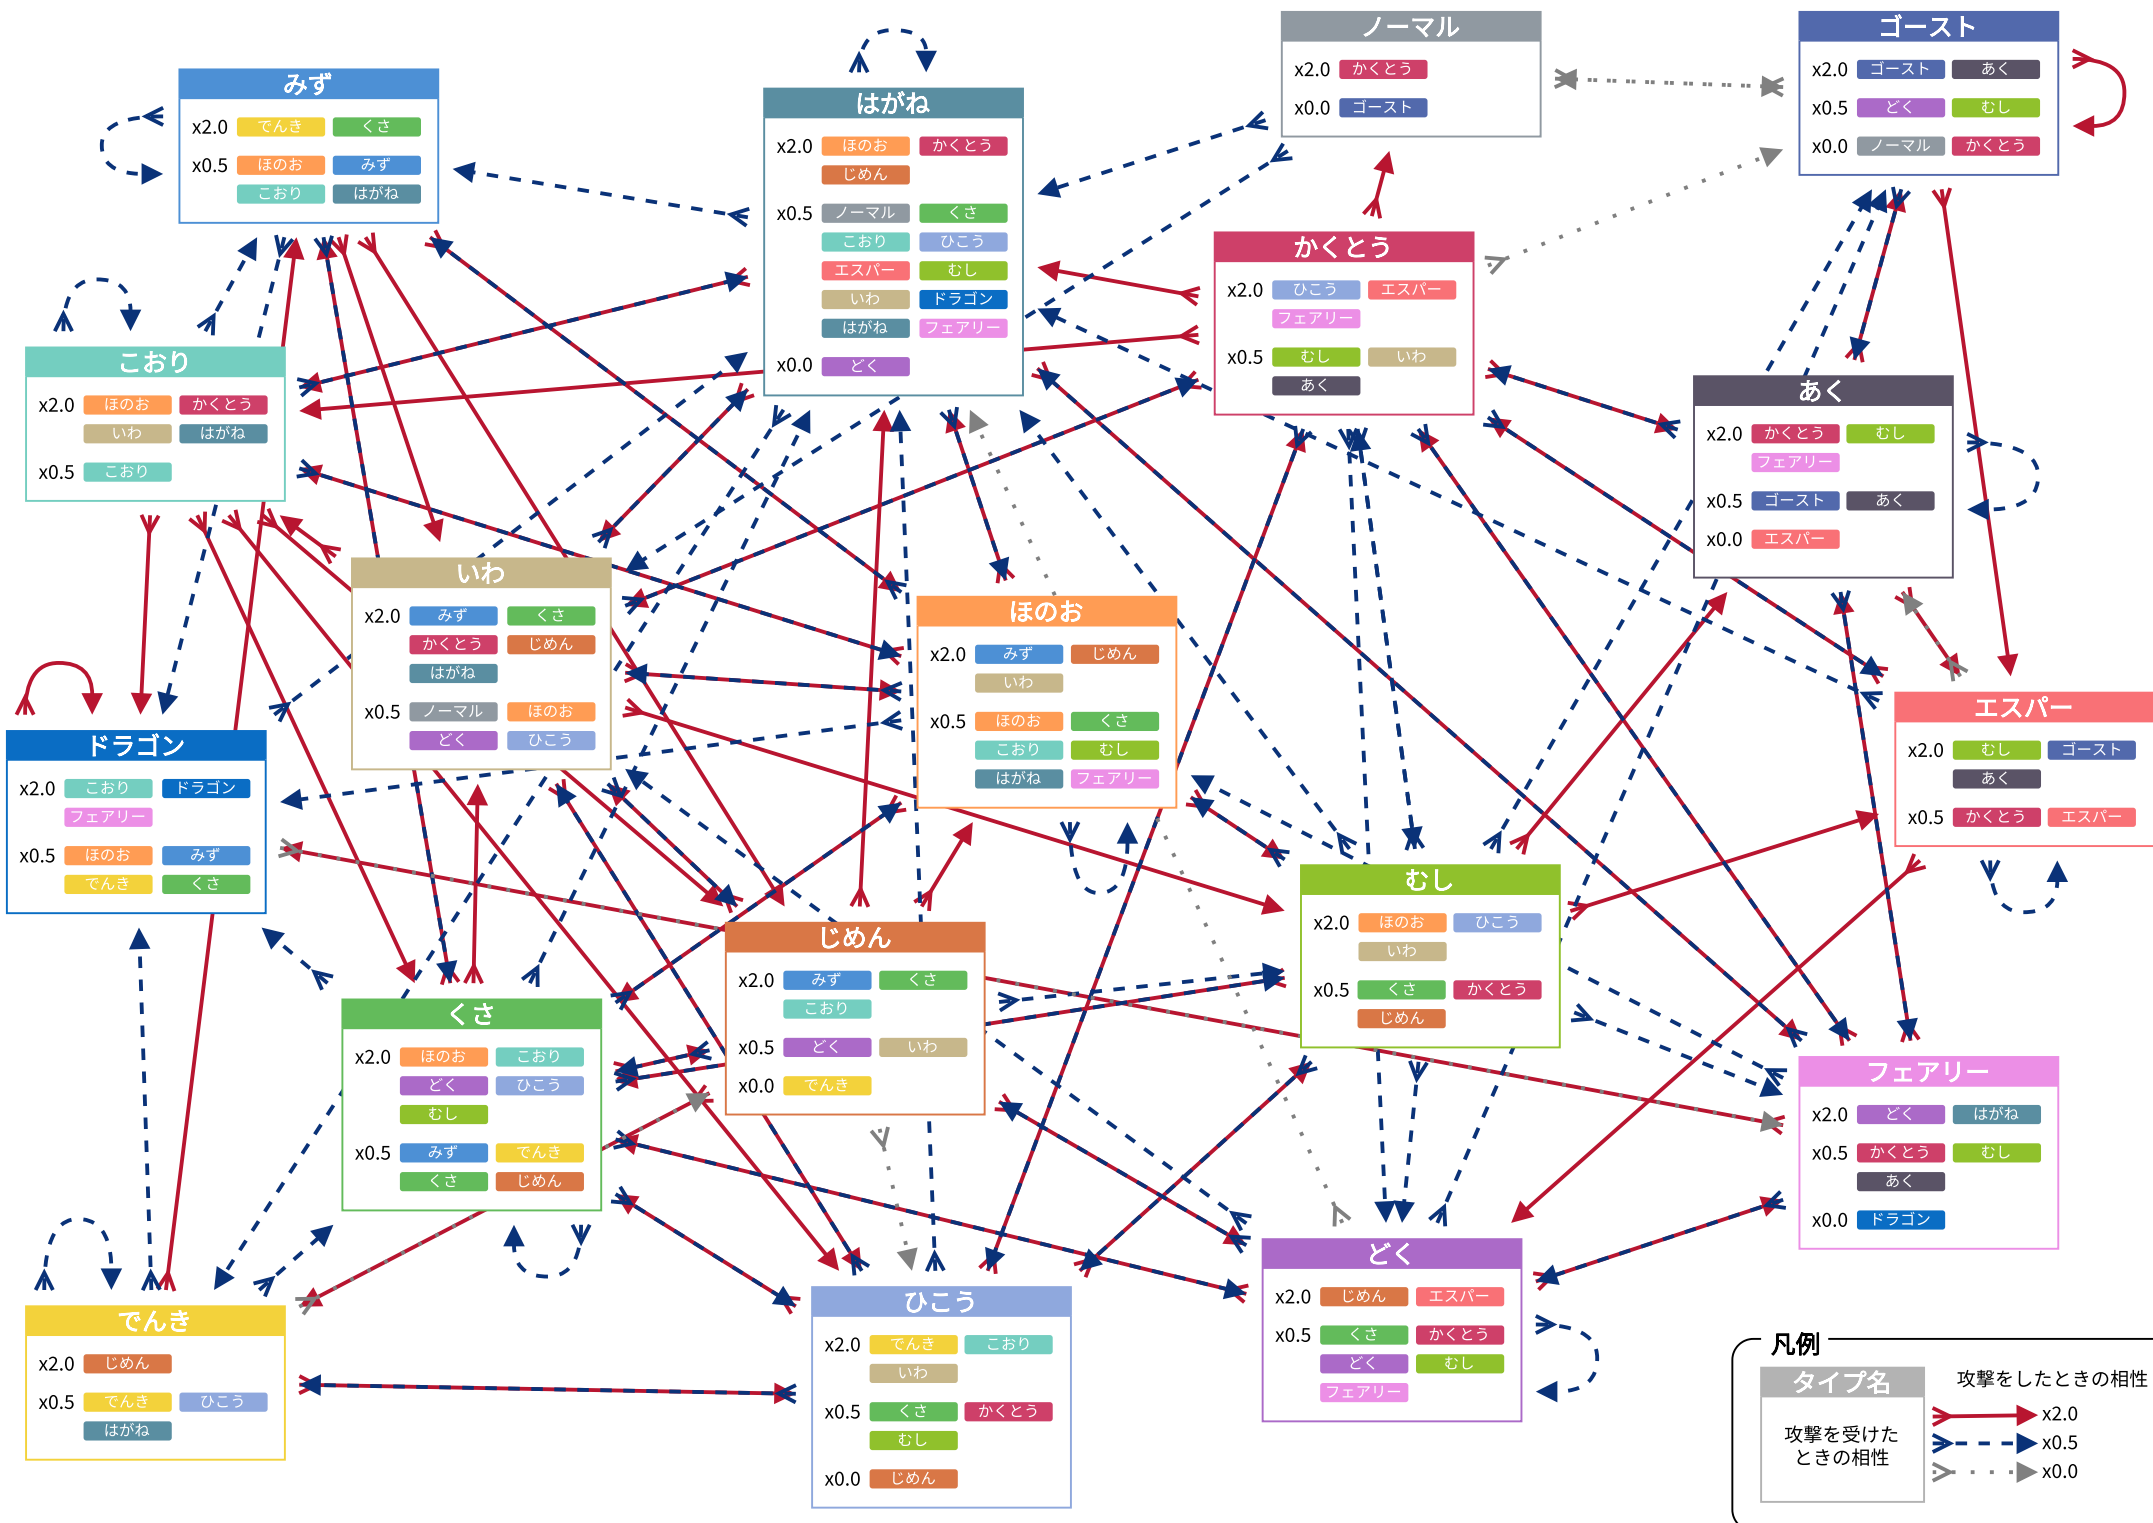 みず
x2.0 でんき くさ
x0.5 ほのお みず
こおり はがね
はがね
x2.0 ほのお かくとう
じめん
x0.5 ノーマル くさ
こおり ひこう
エスパー むし
いわ ドラゴン
はがね フェアリー
x0.0 どく
ノーマル
x2.0 かくとう
x0.0 ゴースト
ゴースト
x2.0 ゴースト あく
x0.5 どく むし
x0.0 ノーマル かくとう
かくとう
x2.0 ひこう エスパー
フェアリー
x0.5 むし いわ
あく
こおり
x2.0 ほのお かくとう
いわ はがね
x0.5 こおり
あく
x2.0 かくとう むし
フェアリー
x0.5 ゴースト あく
x0.0 エスパー
いわ
x2.0 みず くさ
かくとう じめん
はがね
x0.5 ノーマル ほのお
どく ひこう
ほのお
x2.0 みず じめん
いわ
x0.5 ほのお くさ
こおり むし
はがね フェアリー
エスパー
x2.0 むし ゴースト
あく
x0.5 かくとう エスパー
ドラゴン
x2.0 こおり ドラゴン
フェアリー
x0.5 ほのお みず
でんき くさ
むし
x2.0 ほのお ひこう
いわ
x0.5 くさ かくとう
じめん
じめん
x2.0 みず くさ
こおり
x0.5 どく いわ
x0.0 でんき
くさ
x2.0 ほのお こおり
どく ひこう
むし
x0.5 みず でんき
くさ じめん
フェアリー
x2.0 どく はがね
x0.5 かくとう むし
あく
x0.0 ドラゴン
どく
x2.0 じめん エスパー
x0.5 くさ かくとう
どく むし
フェアリー
でんき
x2.0 じめん
x0.5 でんき ひこう
はがね
ひこう
x2.0 でんき こおり
いわ
x0.5 くさ かくとう
むし
x0.0 じめん
凡例
タイプ名
攻撃を受けた
ときの相性
攻撃をしたときの相性
x2.0
x0.5
x0.0